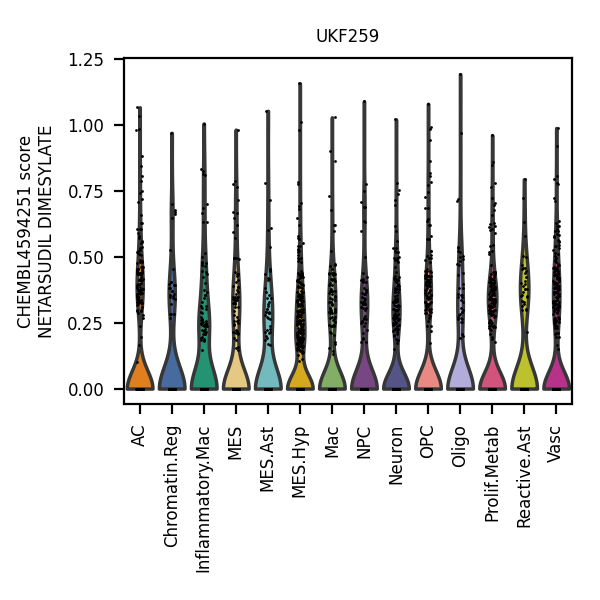 UKF259
CHEMBL4594251 score
NETARSUDIL DIMESYLATE
1.25
1.00
0.75
0.50
0.25
0.00
AC
Chromatin.Reg
Inflammatory.Mac
MES
MES.Ast
MES.Hyp
Mac
NPC
Neuron
OPC
Oligo
Prolif.Metab
Reactive.Ast
Vasc